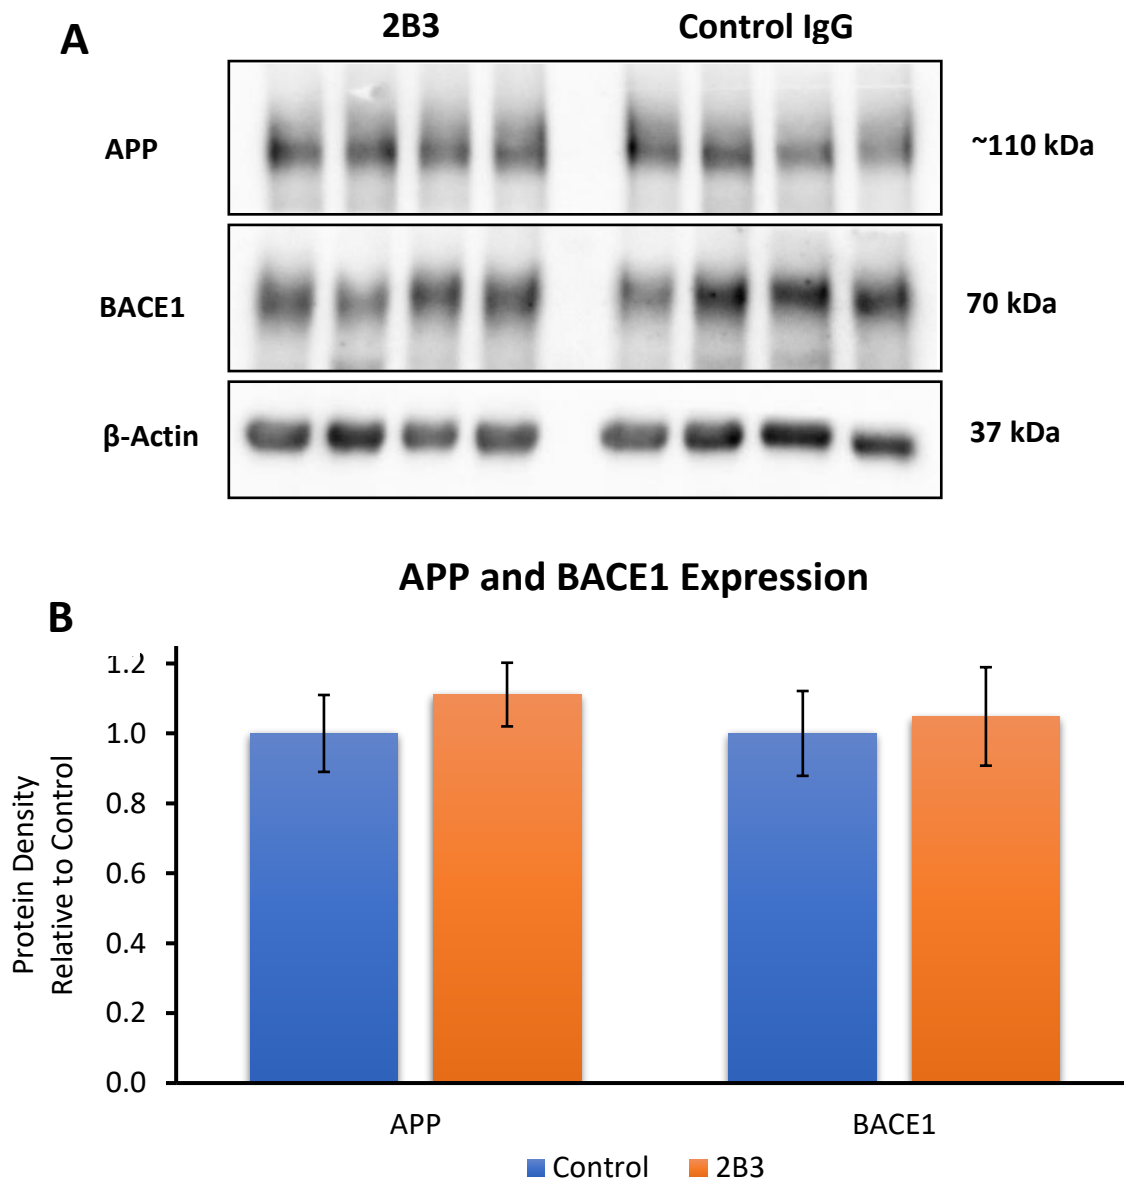 A
2B3
Control IgG
APP
~110 kDa
BACE1
70 kDa
β-Actin
37 kDa
APP and BACE1 Expression
B
Protein Density
Relative to Control
1.2
1.0
0.8
0.6
0.4
0.2
0.0
APP
BACE1
Control
2B3